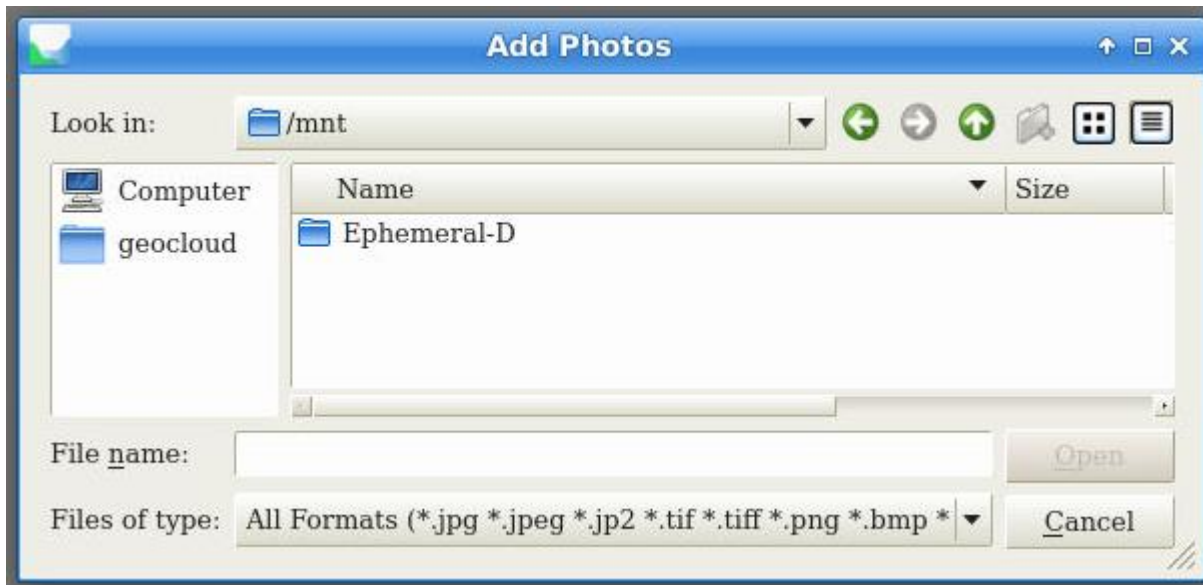 Add Photos
Look in: /mnt
Computer
geocloud
Name Size
Ephemeral-D
File name: Open
Files of type: All Formats (*.jpg *.jpeg *.jp2 *.tif *.tiff *.png *.bmp * Cancel